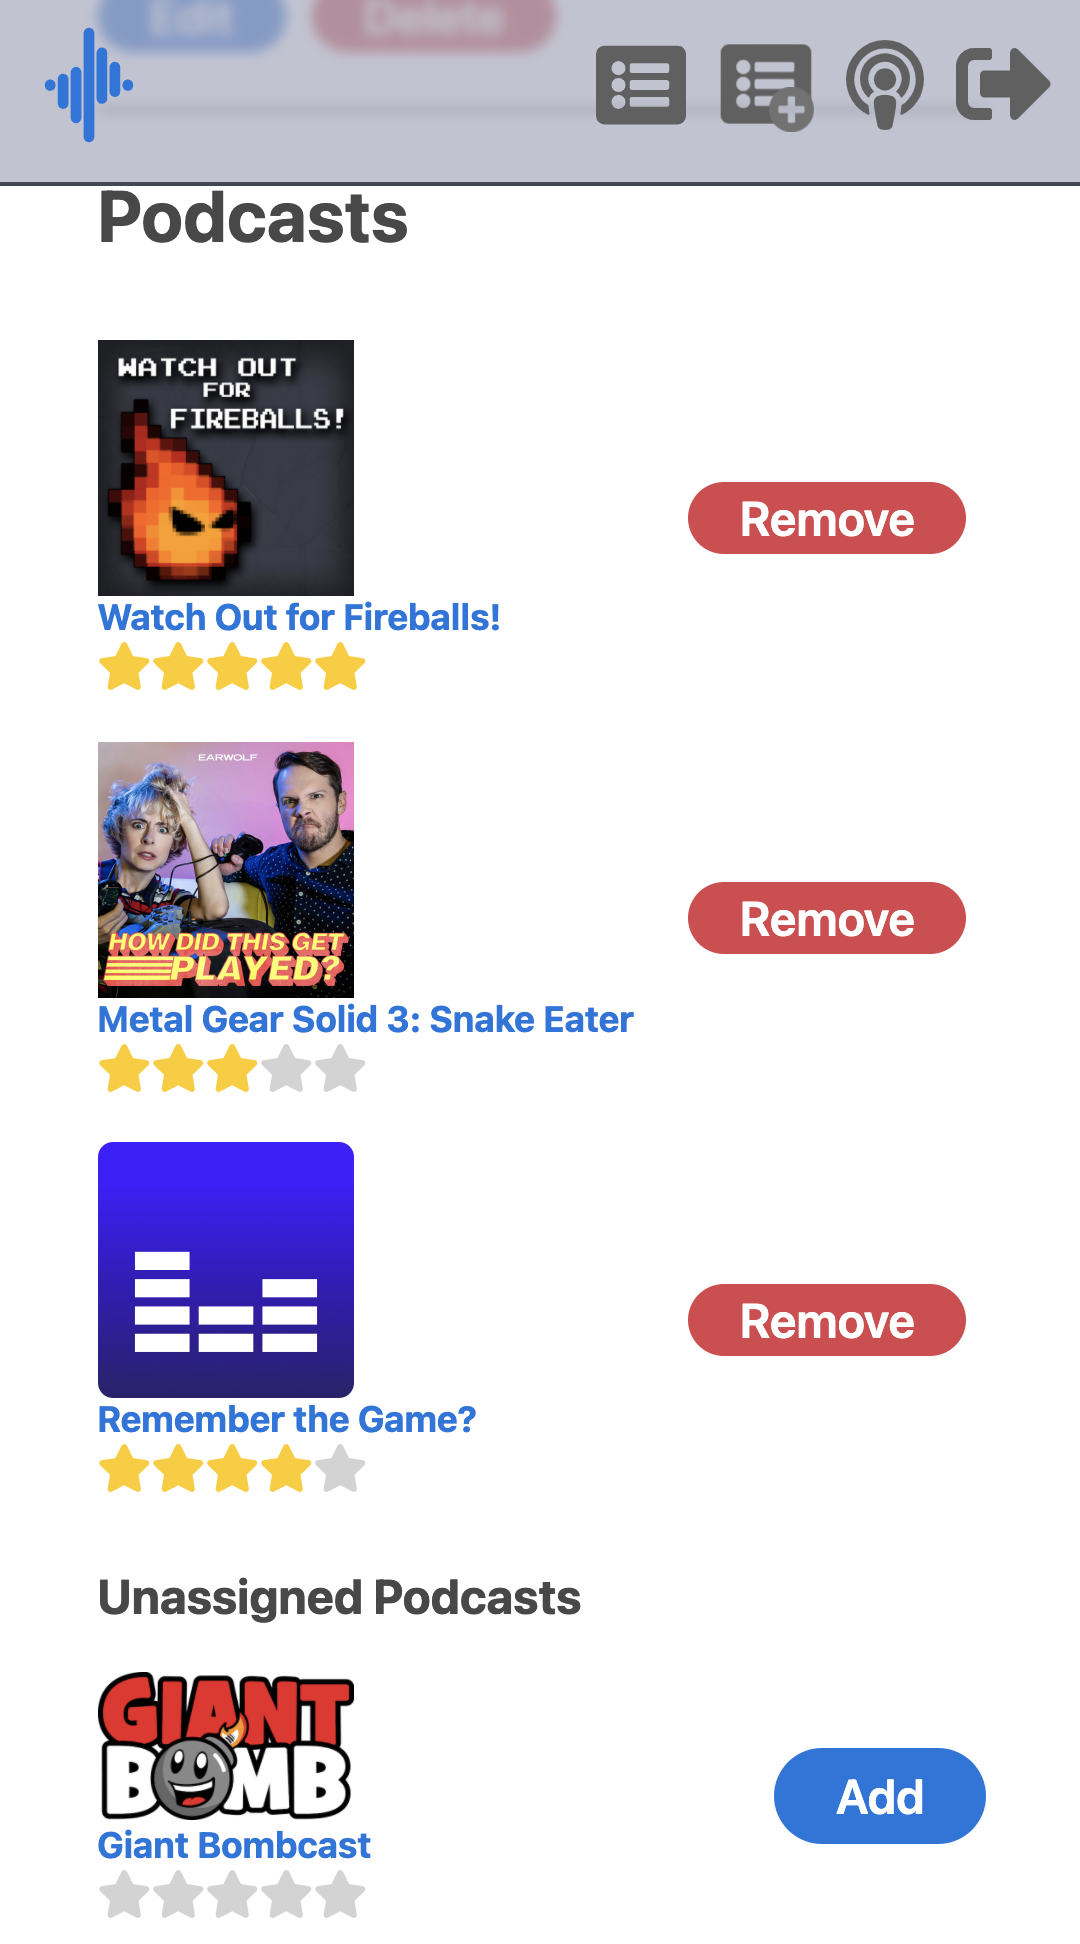 Edit Delete
Podcasts
WATCH OUT
FOR
FIREBALLS!
Remove
Watch Out for Fireballs!
EARWOLF
HOW DID THIS GET
PLAYED?
Remove
Metal Gear Solid 3: Snake Eater
Remove
Remember the Game?
Unassigned Podcasts
GIANT
BOMB
Add
Giant Bombcast